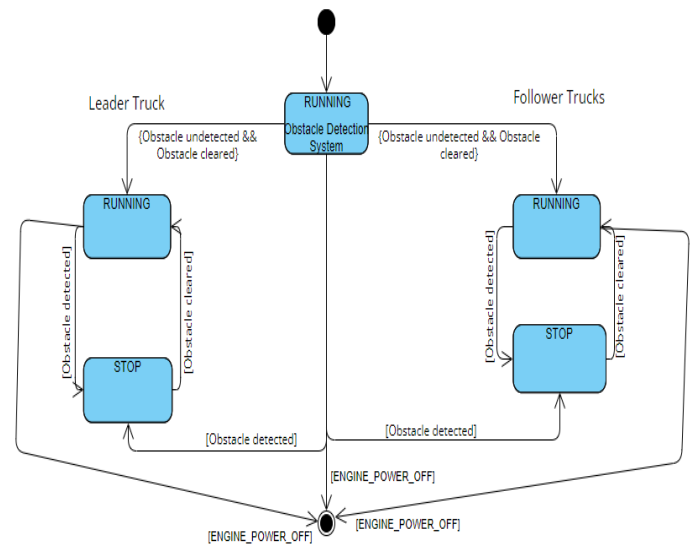 RUNNING
Obstacle Detection
System
Leader Truck
Follower Trucks
{Obstacle undetected &&
Obstacle cleared}
{Obstacle undetected && Obstacle
cleared}
RUNNING
RUNNING
[Obstacle detected]
[Obstacle cleared]
[Obstacle detected]
[Obstacle cleared]
STOP
STOP
[Obstacle detected]
[Obstacle detected]
[ENGINE_POWER_OFF]
[ENGINE_POWER_OFF]
[ENGINE_POWER_OFF]